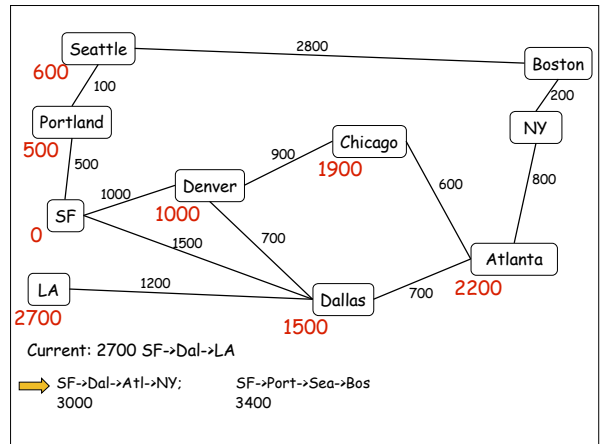 Seattle
2800
Boston
600
100
200
Portland
NY
500
Chicago
500
900
1900
800
1000
Denver
600
SF
1000
0
1500
700
Atlanta
LA
1200
Dallas
700
2200
2700
1500
Current: 2700 SF->Dal->LA
SF->Dal->Atl->NY; SF->Port->Sea->Bos
3000 3400